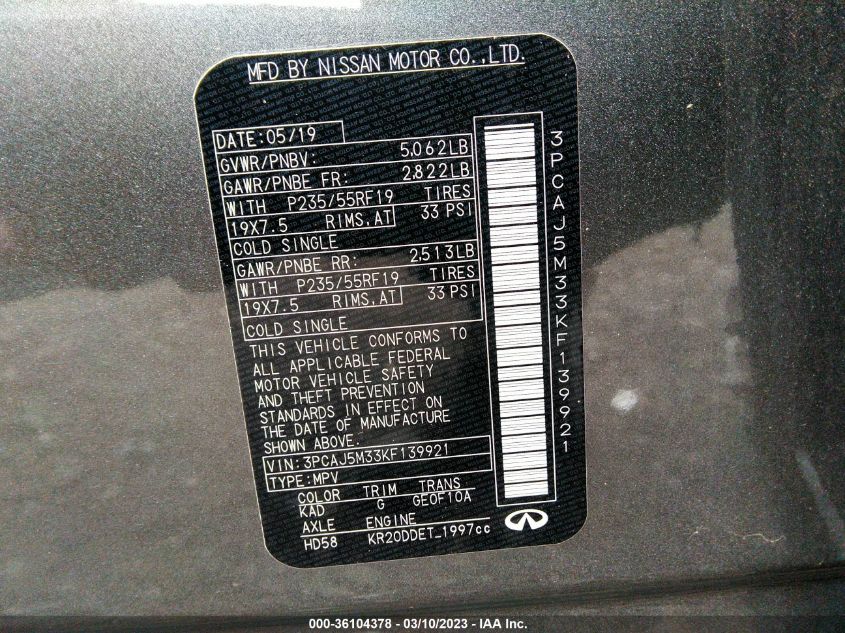 MFD BY NISSAN MOTOR CO.,LTD.
DATE:05/19
GVWR/PNBV: 5,062LB
GAWR/PNBE FR: 2,822LB
WITH P235/55RF19 TIRES
19X7.5 RIMS,AT 33 PSI
COLD SINGLE
GAWR/PNBE RR: 2,513LB
WITH P235/55RF19 TIRES
19X7.5 RIMS,AT 33 PSI
COLD SINGLE
THIS VEHICLE CONFORMS TO
ALL APPLICABLE FEDERAL
MOTOR VEHICLE SAFETY
AND THEFT PREVENTION
STANDARDS IN EFFECT ON
THE DATE OF MANUFACTURE
SHOWN ABOVE.
VIN:3PCAJ5M33KF139921
TYPE:MPV
COLOR TRIM TRANS
KAD G GE0F10A
AXLE ENGINE
HD58 KR20DDET_1997cc
3PCAJ5M33KF139921
000-36104378 - 03/10/2023 - IAA Inc.